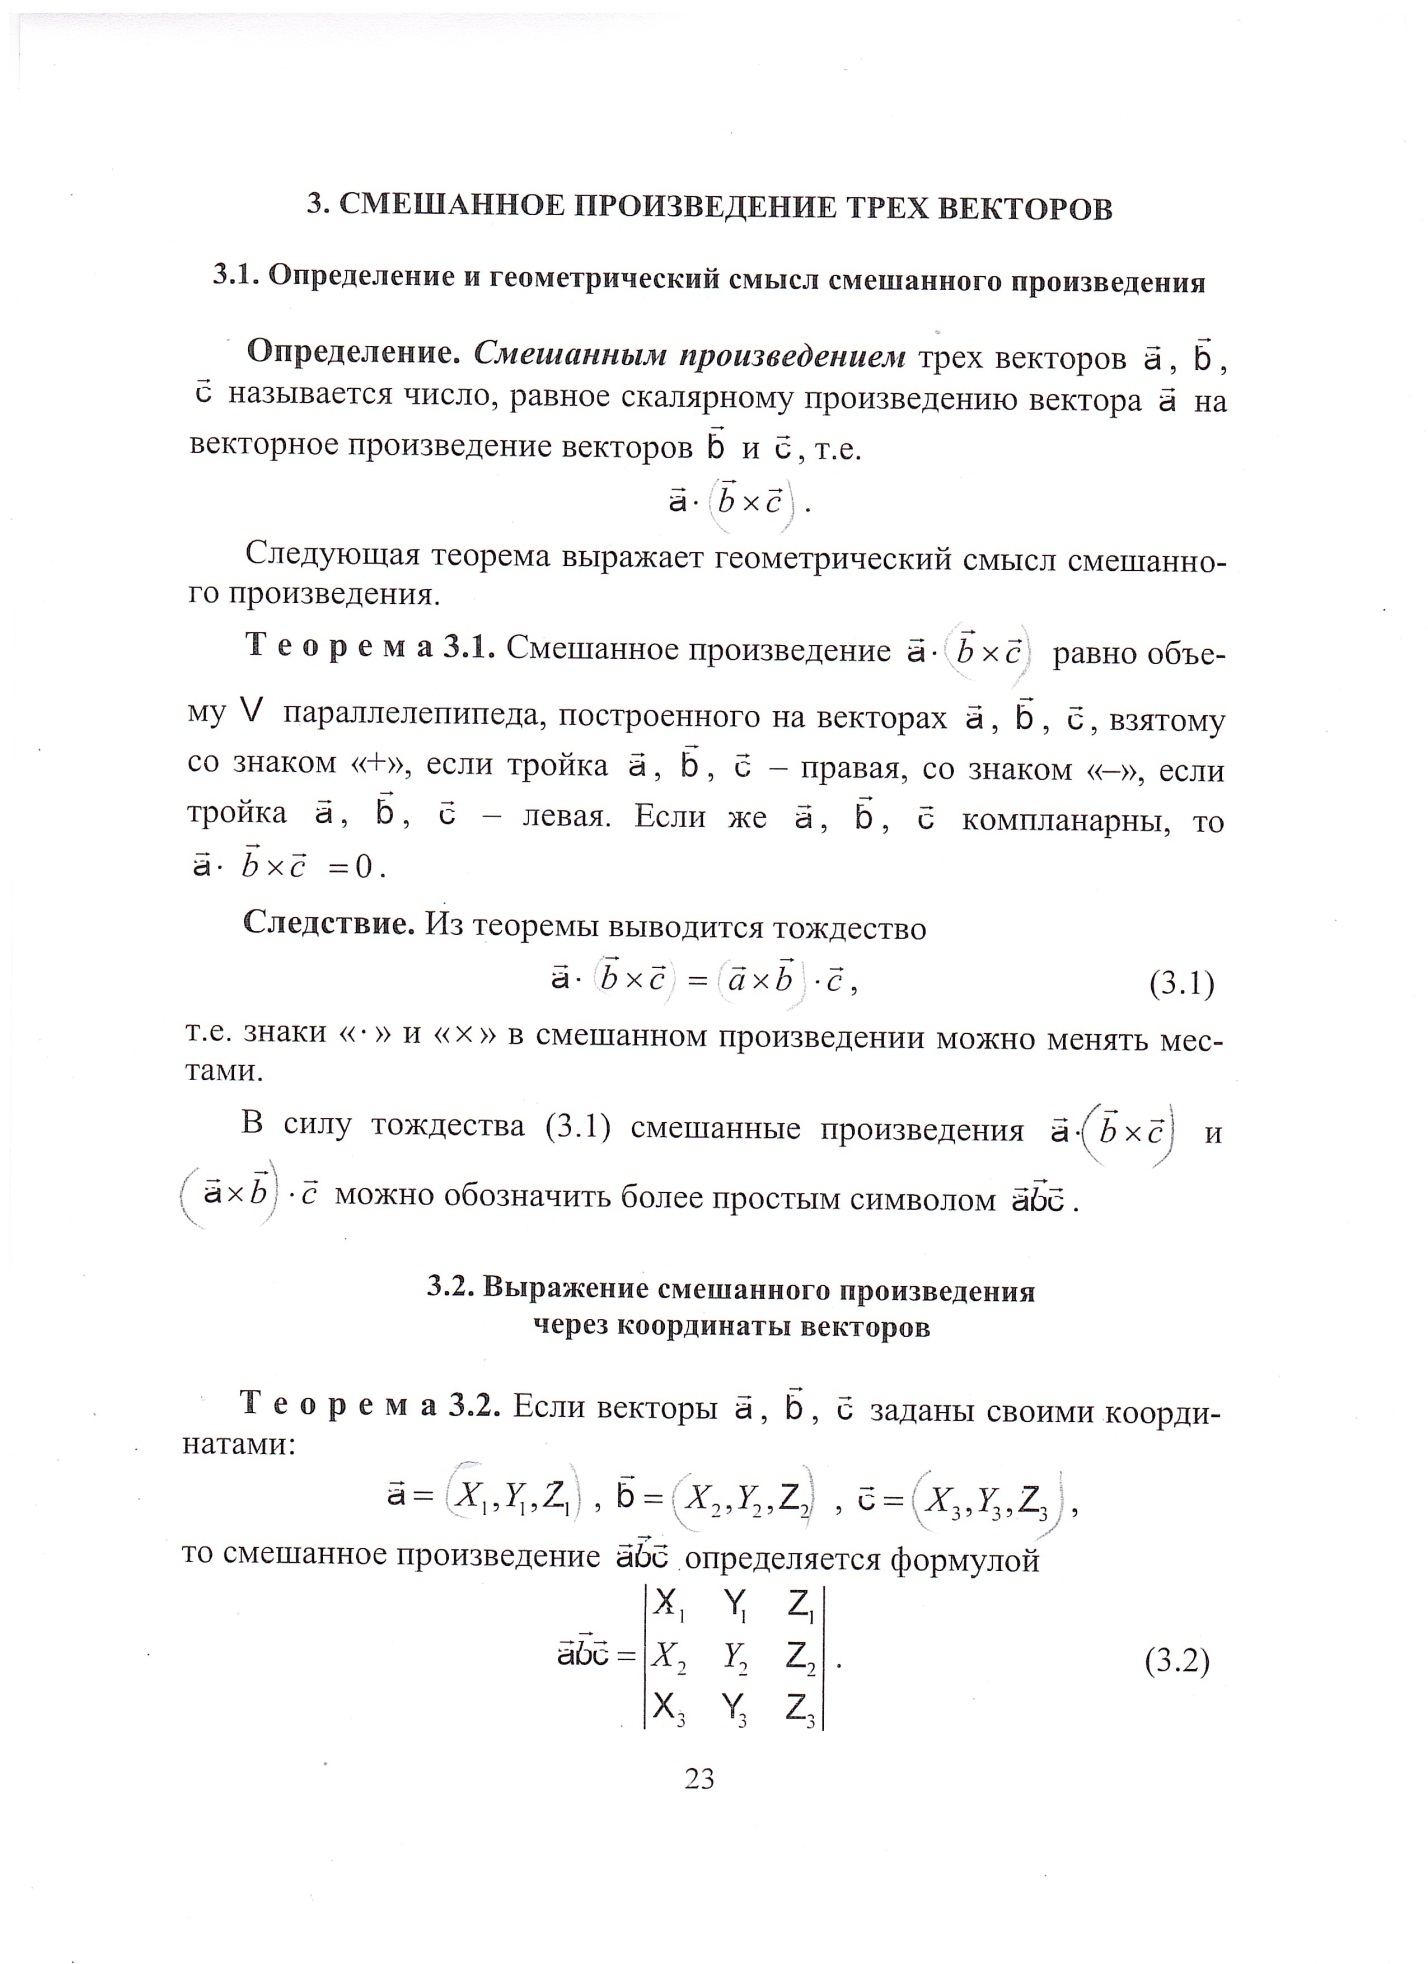 3. СМЕШАННОЕ ПРОИЗВЕДЕНИЕ ТРЕХ ВЕКТОРОВ
3.1. Определение и геометрический смысл смешанного произведения
Определение. Смешанным произведением трех векторов a⃗, b⃗,
c⃗ называется число, равное скалярному произведению вектора a⃗ на
векторное произведение векторов b⃗ и c⃗, т.е.
a⃗·(b⃗×c⃗).
Следующая теорема выражает геометрический смысл смешанно-
го произведения.
Теорема 3.1. Смешанное произведение a⃗·(b⃗×c⃗) равно объе-
му V параллелепипеда, построенного на векторах a⃗, b⃗, c⃗, взятому
со знаком «+», если тройка a⃗, b⃗, c⃗ – правая, со знаком «–», если
тройка a⃗, b⃗, c⃗ – левая. Если же a⃗, b⃗, c⃗ компланарны, то
a⃗· b⃗×c⃗ =0.
Следствие. Из теоремы выводится тождество
a⃗·(b⃗×c⃗) = (a⃗×b⃗)·c⃗, (3.1)
т.е. знаки «·» и «×» в смешанном произведении можно менять мес-
тами.
В силу тождества (3.1) смешанные произведения a⃗·(b⃗×c⃗) и
(a⃗×b⃗)·c⃗ можно обозначить более простым символом a⃗b⃗c⃗.
3.2. Выражение смешанного произведения
через координаты векторов
Теорема 3.2. Если векторы a⃗, b⃗, c⃗ заданы своими коорди-
натами:
a⃗=(X₁,Y₁,Z₁), b⃗=(X₂,Y₂,Z₂), c⃗=(X₃,Y₃,Z₃),
то смешанное произведение a⃗b⃗c⃗ определяется формулой
|X₁ Y₁ Z₁|
a⃗b⃗c⃗ = |X₂ Y₂ Z₂|. (3.2)
|X₃ Y₃ Z₃|
23